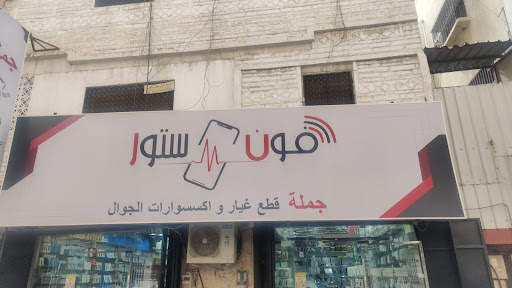 فون ستور
جملة قطع غيار و اكسسوارات الجوال